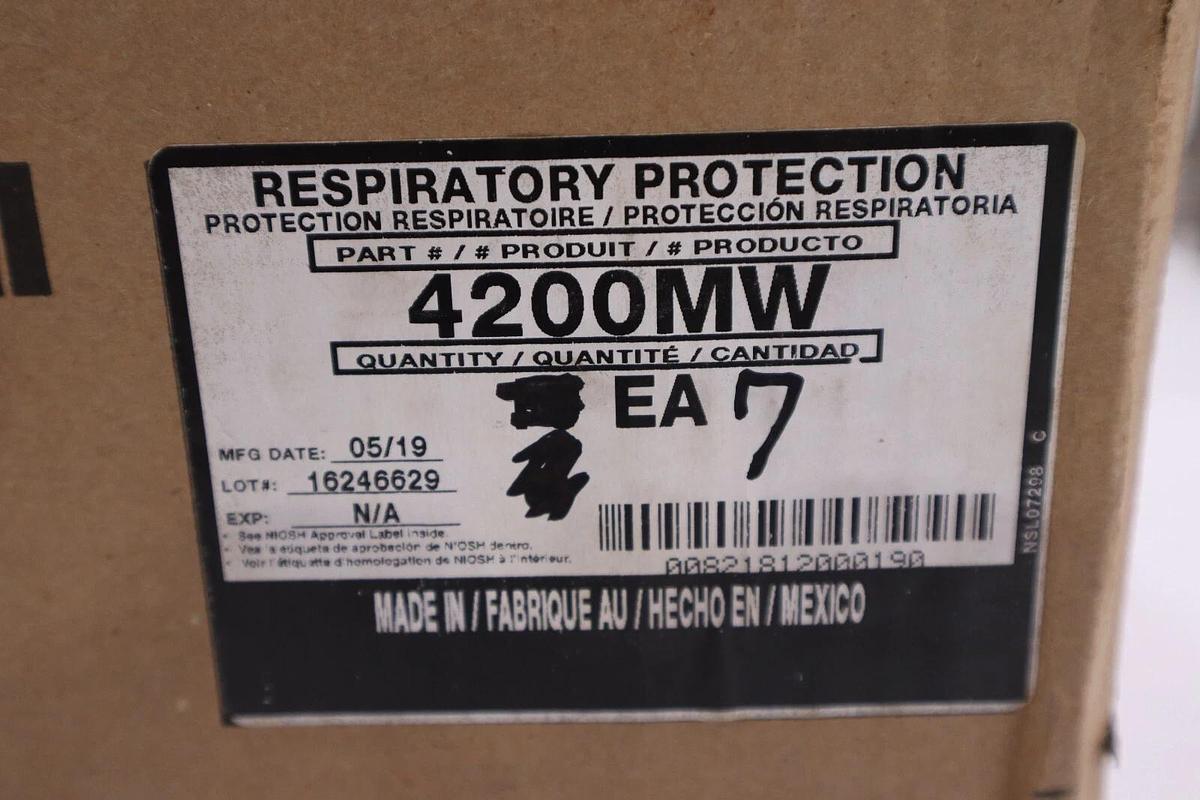 RESPIRATORY PROTECTION
PROTECTION RESPIRATOIRE / PROTECCIÓN RESPIRATORIA
PART # / # PRODUIT / # PRODUCTO
4200MW
QUANTITY / QUANTITÉ / CANTIDAD
EA 7
MFG DATE: 05/19
LOT#: 16246629
EXP: N/A
- See NIOSH Approval Label inside.
- Vea la etiqueta de aprobación de NIOSH dentro.
- Voir l'étiquette d'homologation de NIOSH à l'intérieur.
00821812000190
NSL07298 C
MADE IN / FABRIQUE AU / HECHO EN / MEXICO